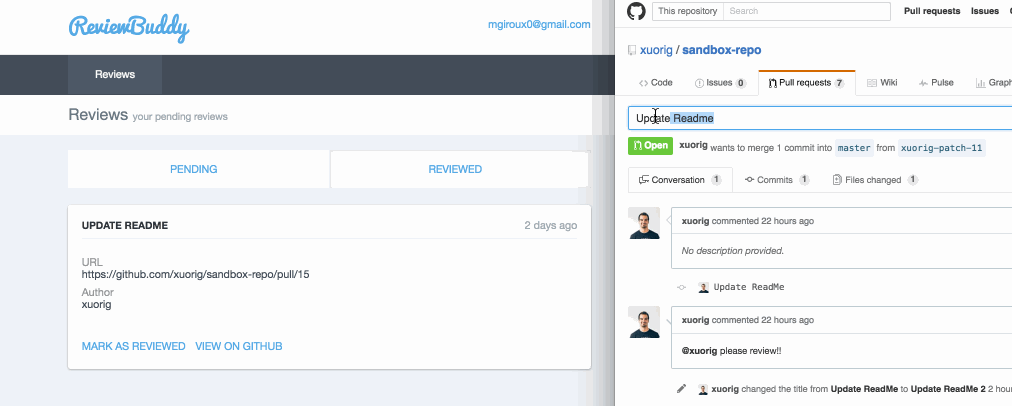 ReviewBuddy
mgiroux0@gmail.com
Reviews
Reviews your pending reviews
PENDING
REVIEWED
UPDATE README
2 days ago
URL
https://github.com/xuorig/sandbox-repo/pull/15
Author
xuorig
MARK AS REVIEWED VIEW ON GITHUB
This repository Search
Pull requests Issues
xuorig / sandbox-repo
Code Issues 0 Pull requests 7 Wiki Pulse Graph
Update Readme
Open xuorig wants to merge 1 commit into master from xuorig-patch-11
Conversation 1 Commits 1 Files changed 1
xuorig commented 22 hours ago
No description provided.
Update ReadMe
xuorig commented 22 hours ago
@xuorig please review!!
xuorig changed the title from Update ReadMe to Update ReadMe 2 2 hour